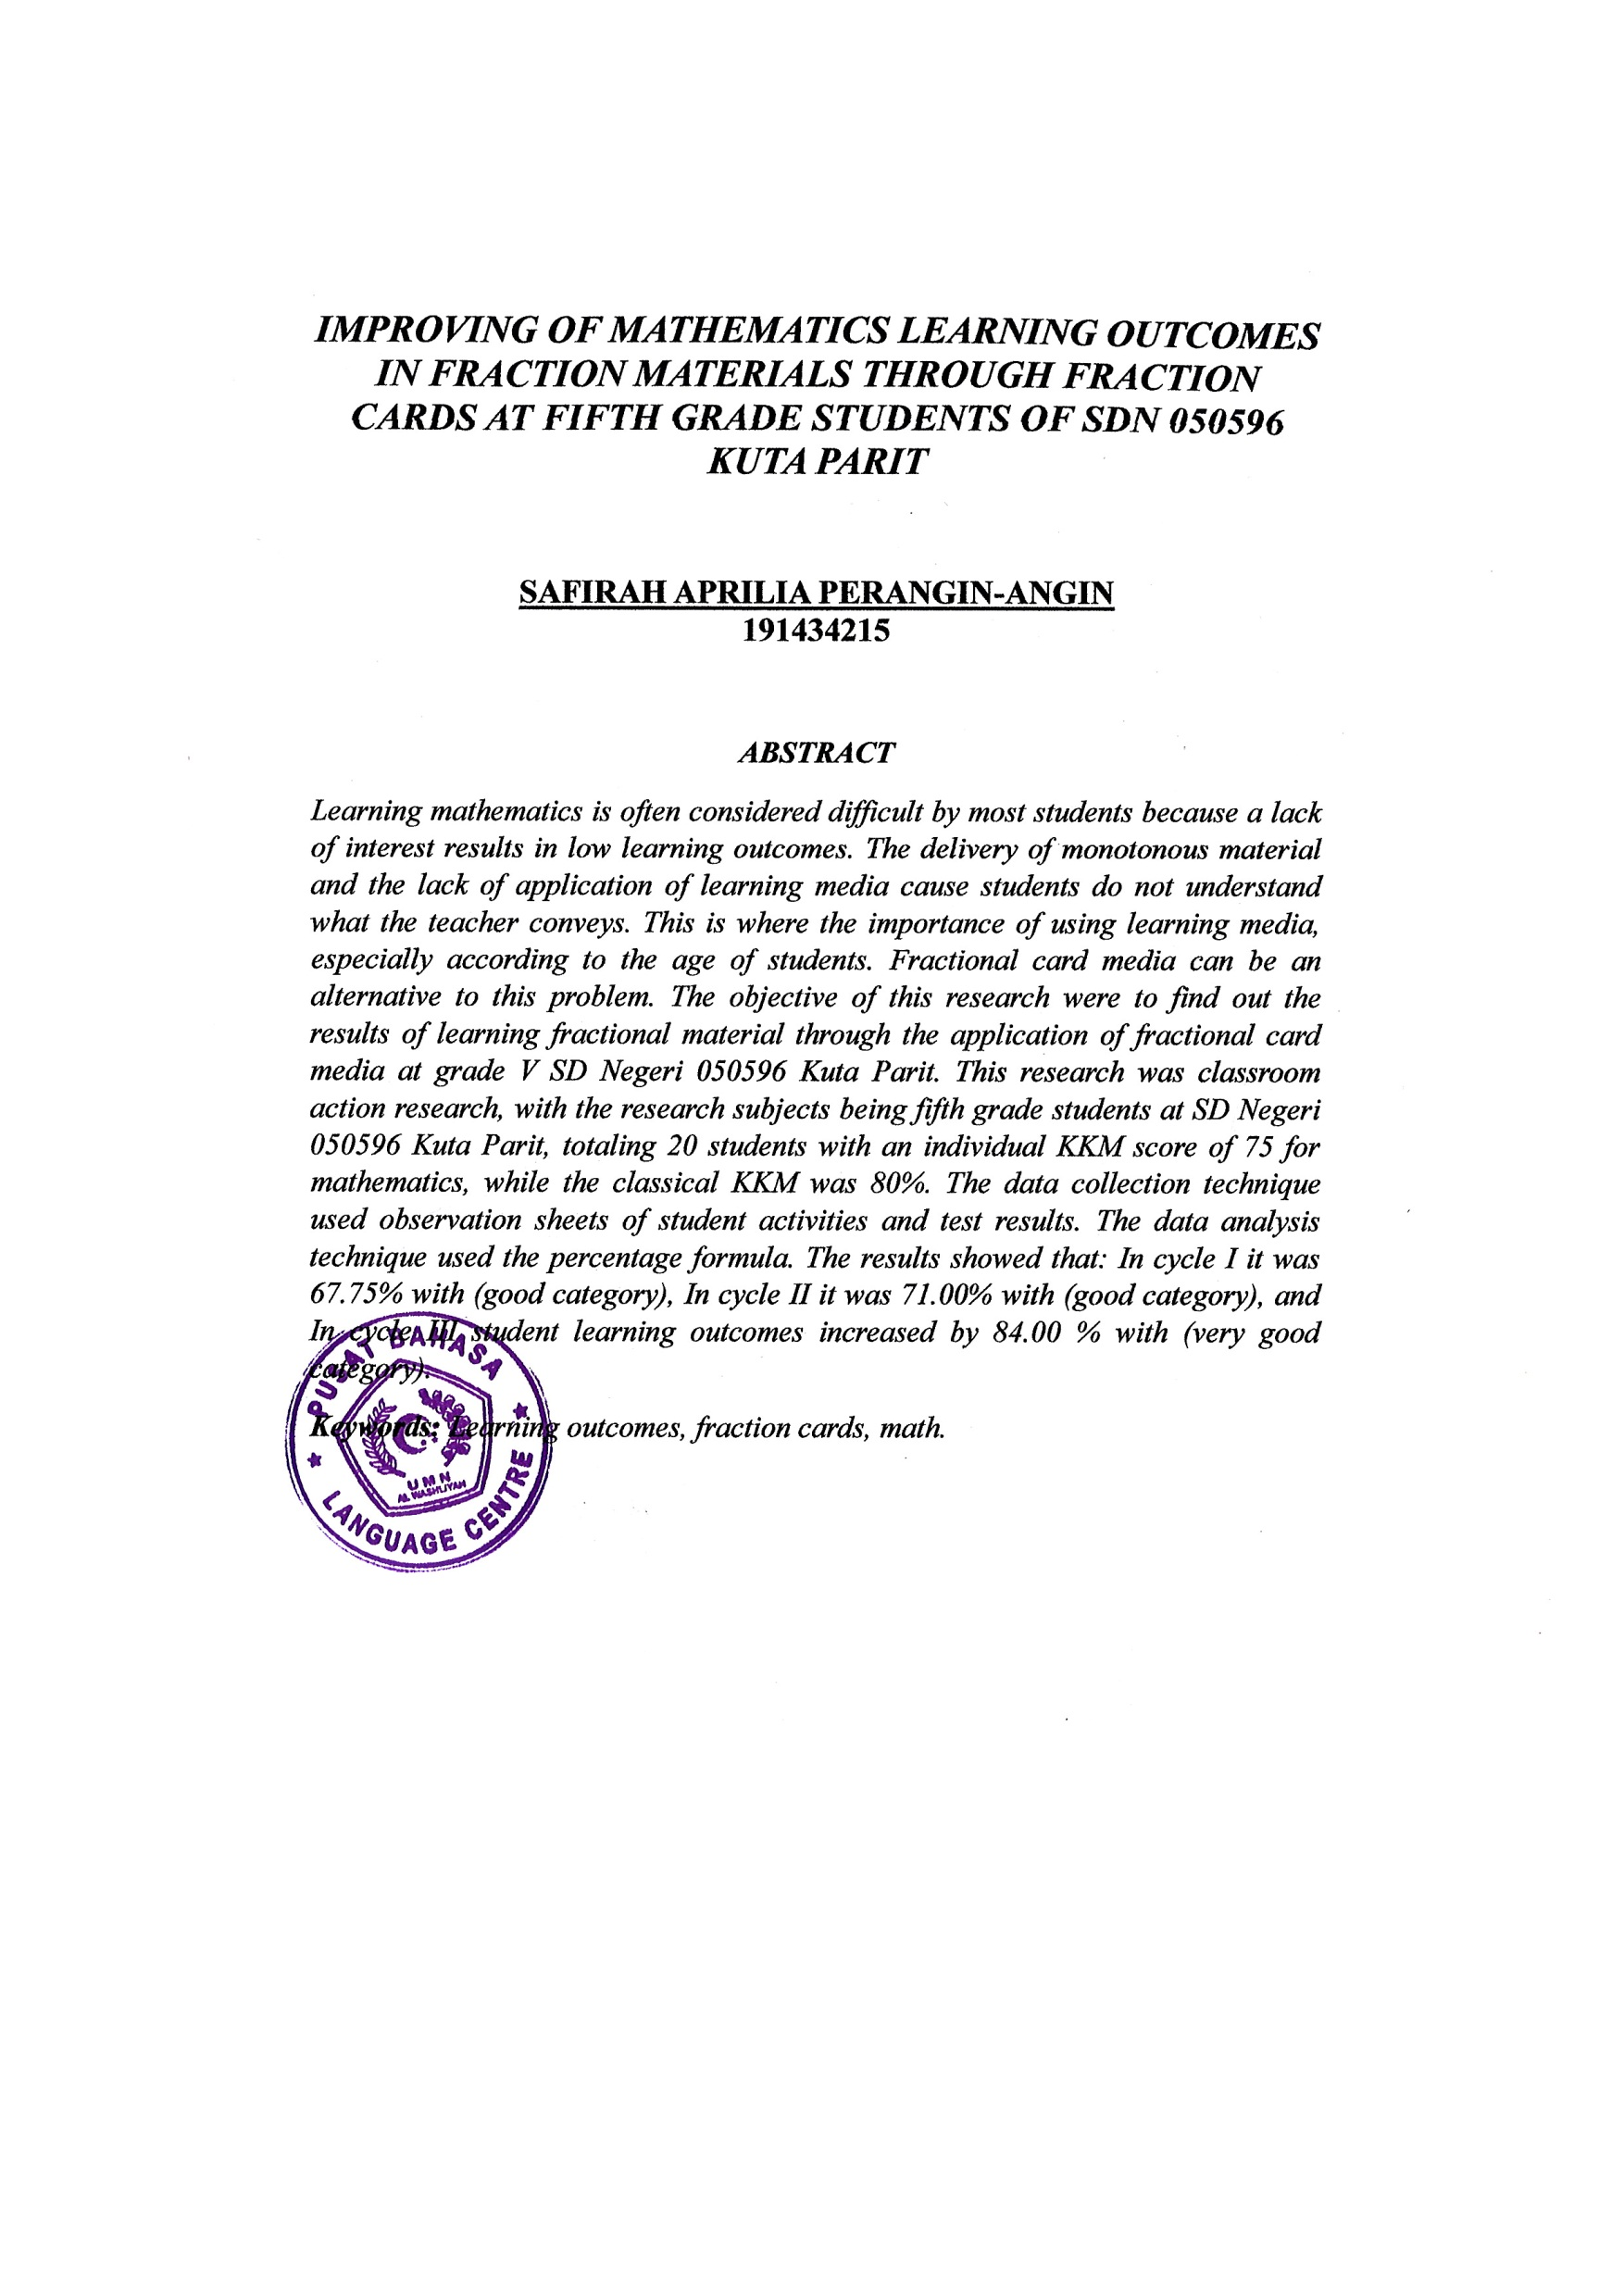 IMPROVING OF MATHEMATICS LEARNING OUTCOMES
IN FRACTION MATERIALS THROUGH FRACTION
CARDS AT FIFTH GRADE STUDENTS OF SDN 050596
KUTA PARIT
SAFIRAH APRILIA PERANGIN-ANGIN
191434215
ABSTRACT
Learning mathematics is often considered difficult by most students because a lack
of interest results in low learning outcomes. The delivery of monotonous material
and the lack of application of learning media cause students do not understand
what the teacher conveys. This is where the importance of using learning media,
especially according to the age of students. Fractional card media can be an
alternative to this problem. The objective of this research were to find out the
results of learning fractional material through the application of fractional card
media at grade V SD Negeri 050596 Kuta Parit. This research was classroom
action research, with the research subjects being fifth grade students at SD Negeri
050596 Kuta Parit, totaling 20 students with an individual KKM score of 75 for
mathematics, while the classical KKM was 80%. The data collection technique
used observation sheets of student activities and test results. The data analysis
technique used the percentage formula. The results showed that: In cycle I it was
67.75% with (good category), In cycle II it was 71.00% with (good category), and
In cycle III student learning outcomes increased by 84.00 % with (very good
category).
Keywords: Learning outcomes, fraction cards, math.
PUSAT BAHASA
UMN
AL WASHLIYAH
LANGUAGE CENTRE